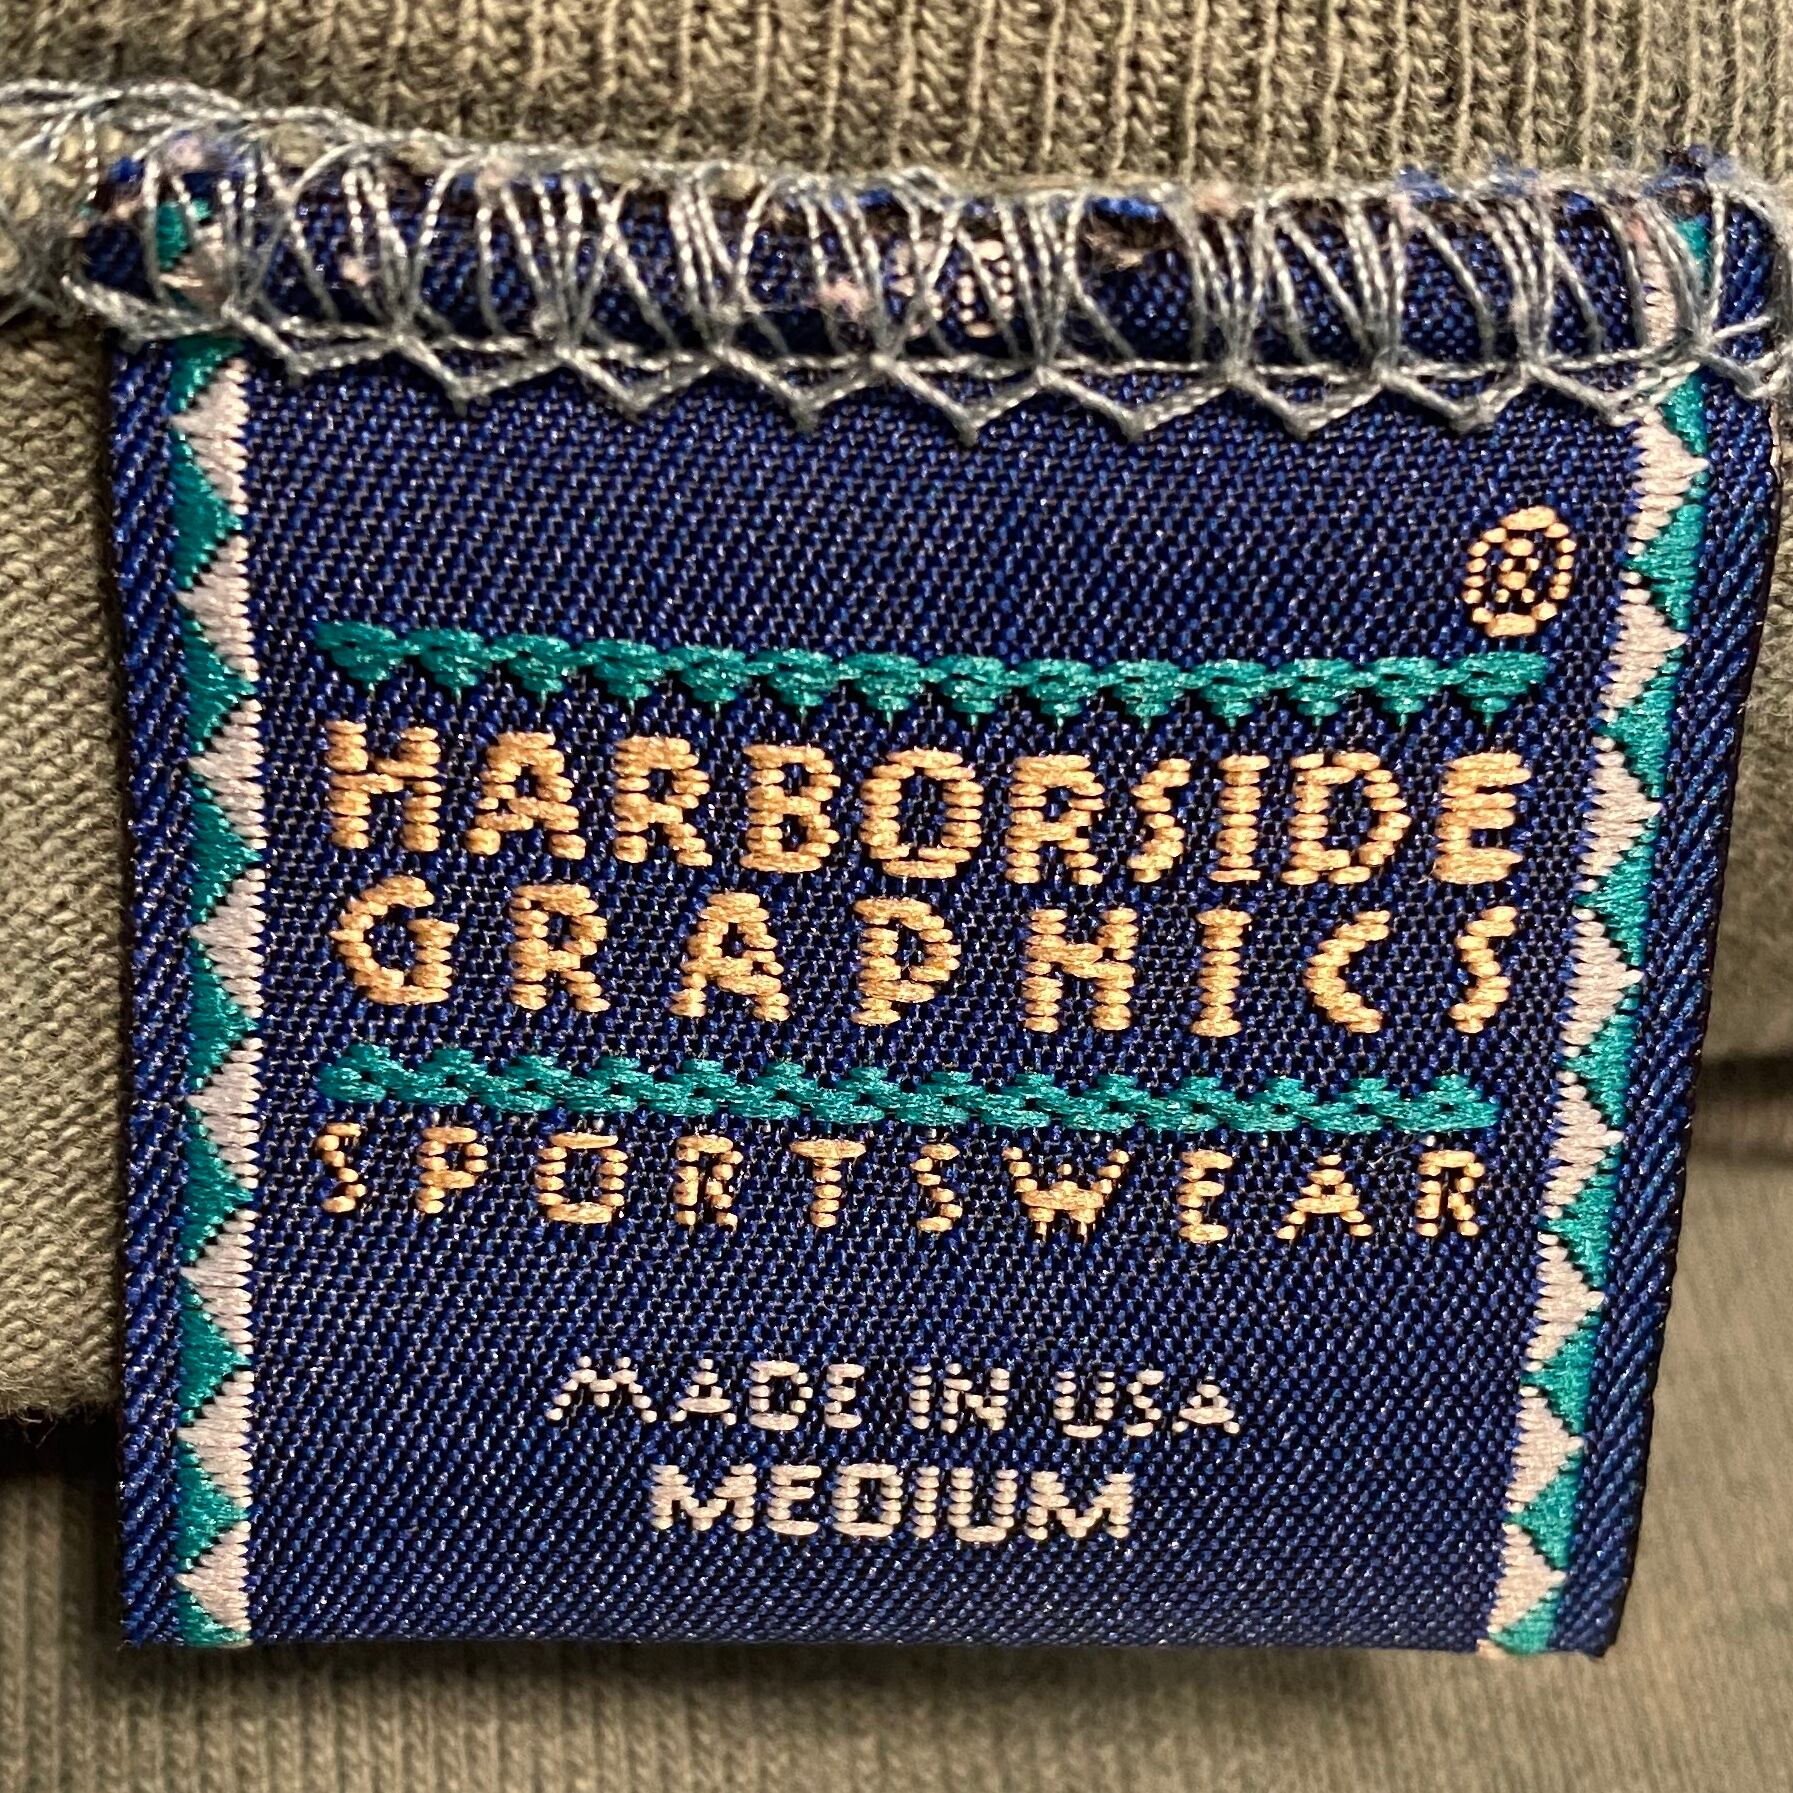 ®
HARBORSIDE
GRAPHICS
SPORTSWEAR
MADE IN USA
MEDIUM